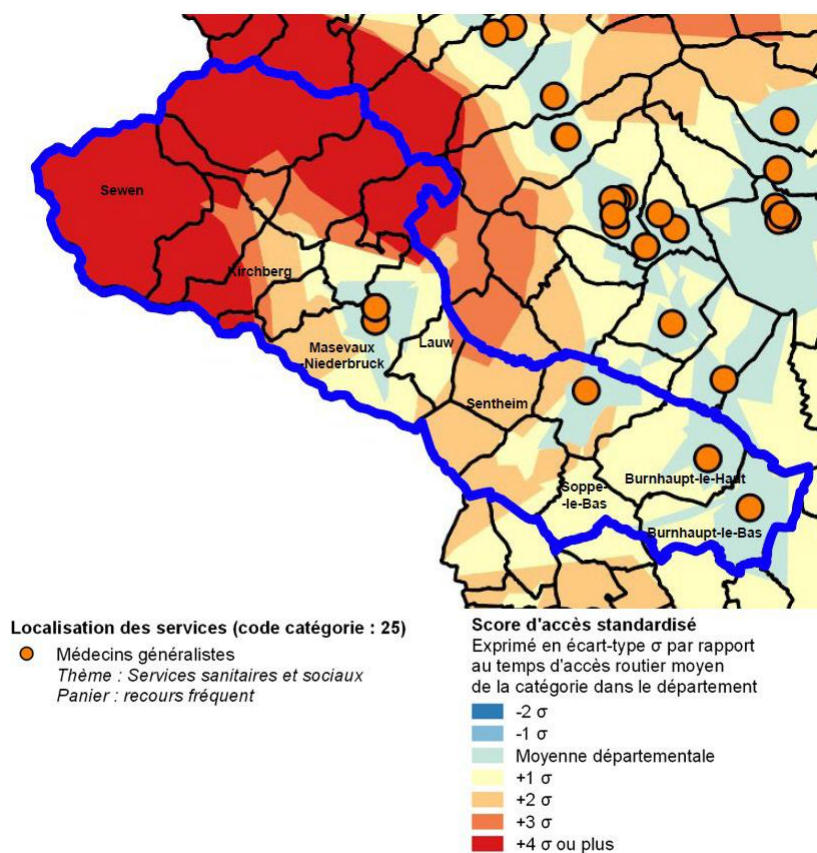 Sewen
Kirchberg
Masevaux
-Niederbruck
Lauw
Sentheim
Soppe-
-le-Bas
Burnhaupt-le-Haut
Burnhaupt-le-Bas
Localisation des services (code catégorie : 25)
Médecins généralistes
Thème : Services sanitaires et sociaux
Panier : recours fréquent
Score d'accès standardisé
Exprimé en écart-type σ par rapport
au temps d'accès routier moyen
de la catégorie dans le département
-2 σ
-1 σ
Moyenne départementale
+1 σ
+2 σ
+3 σ
+4 σ ou plus